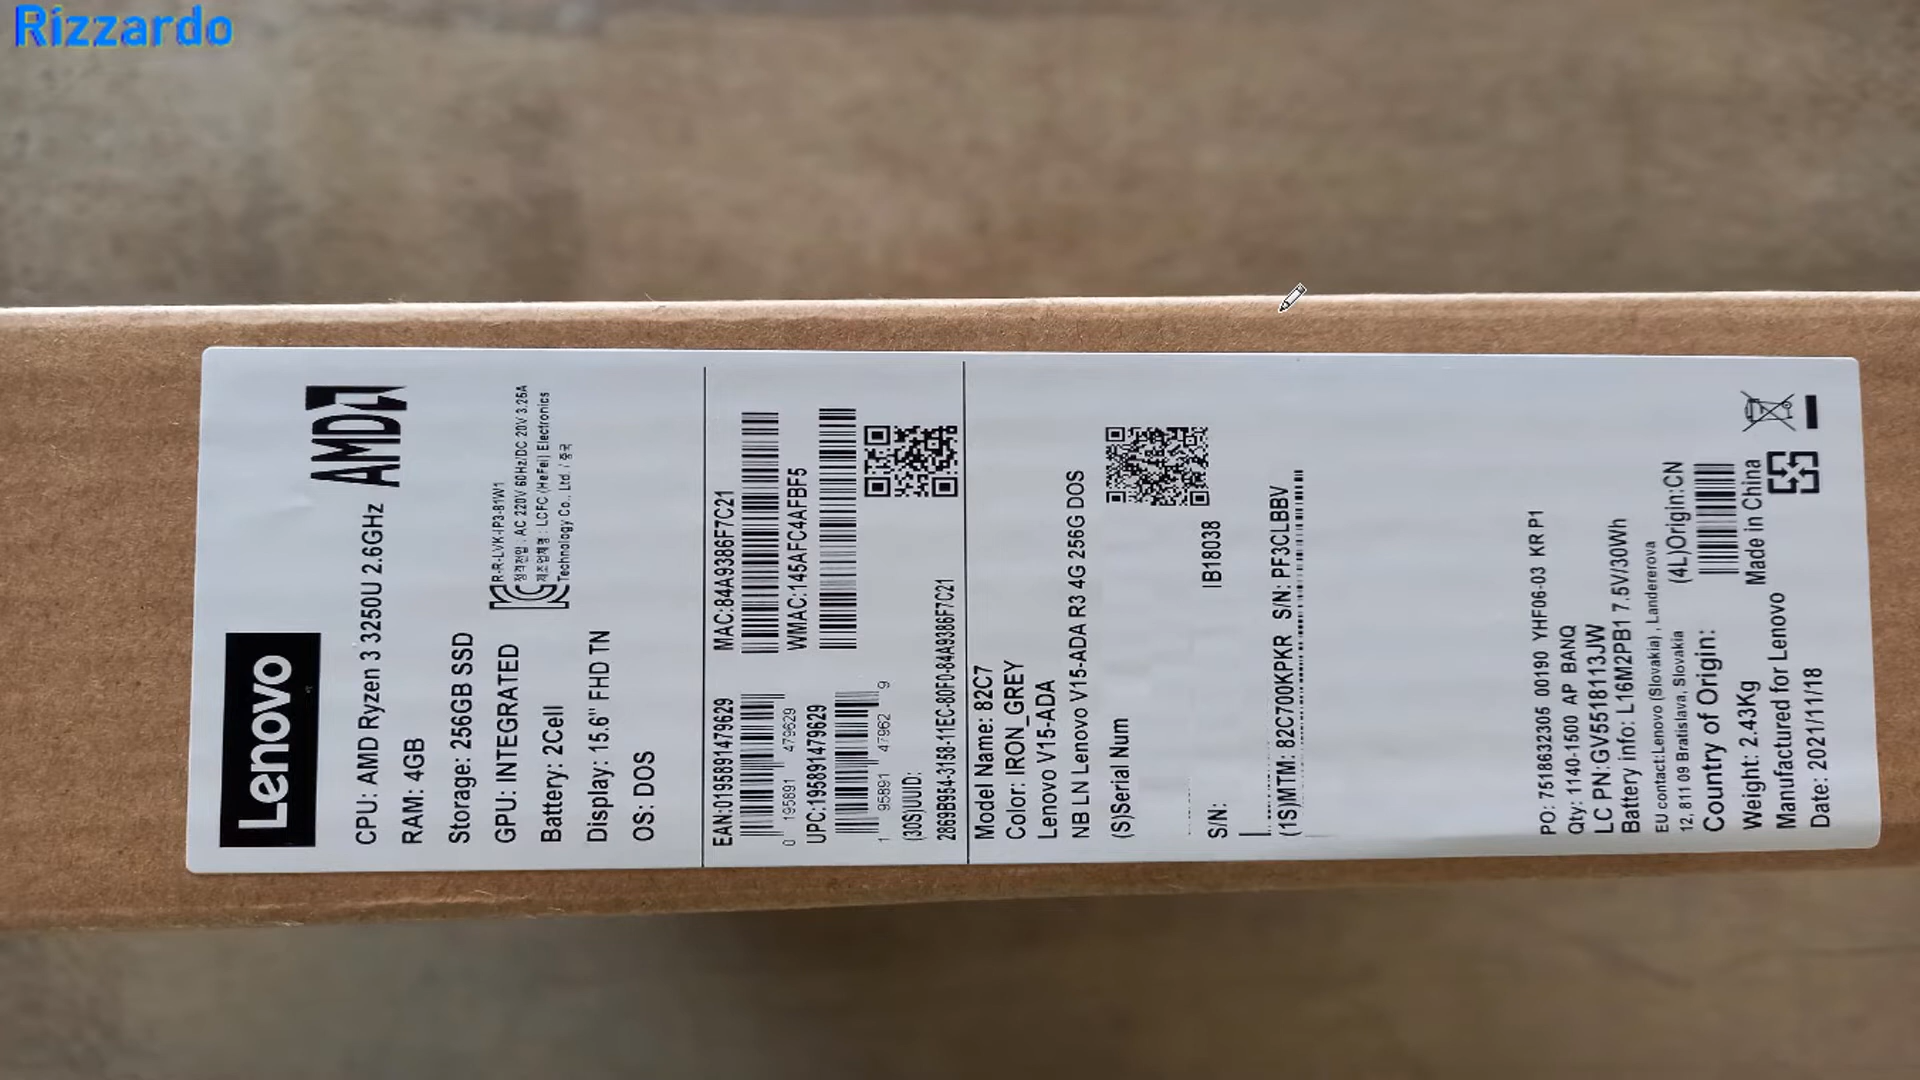 Rizzardo
Lenovo
AMD
CPU: AMD Ryzen 3 3250U 2.6GHz
RAM: 4GB
Storage: 256GB SSD
GPU: INTEGRATED
Battery: 2Cell
Display: 15.6" FHD TN
OS: DOS
R-R-LVK-IP3-81W1
정격전압 : AC 220V 60Hz/DC 20V 3.25A
제조업체명 : LCFC (HeFei) Electronics
Technology Co., Ltd. / 중국
MAC:84A9386F7C21
WMAC:145AFC4AFBF5
EAN:0195891479629
0 195891 479629
UPC:195891479629
1 95891 47962 9
(30S)UUID:
2869B954-3158-11EC-80F0-84A9386F7C21
Model Name: 82C7
Color: IRON_GREY
Lenovo V15-ADA
NB LN Lenovo V15-ADA R3 4G 256G DOS
(S)Serial Num
IB18038
S/N:
(1S)MTM: 82C700KPKR S/N: PF3CLBBV
PO: 7518632305 00190 YHF06-03 KR P1
Qty: 1140-1500 AP BANQ
LC PN:GV5518113JW
Battery info: L16M2PB1 7.5V/30Wh
EU contact:Lenovo (Slovakia) , Landererova
12, 811 09 Bratislava, Slovakia
(4L)Origin:CN
Country of Origin:
Weight: 2.43Kg
Made in China
Manufactured for Lenovo
Date: 2021/11/18